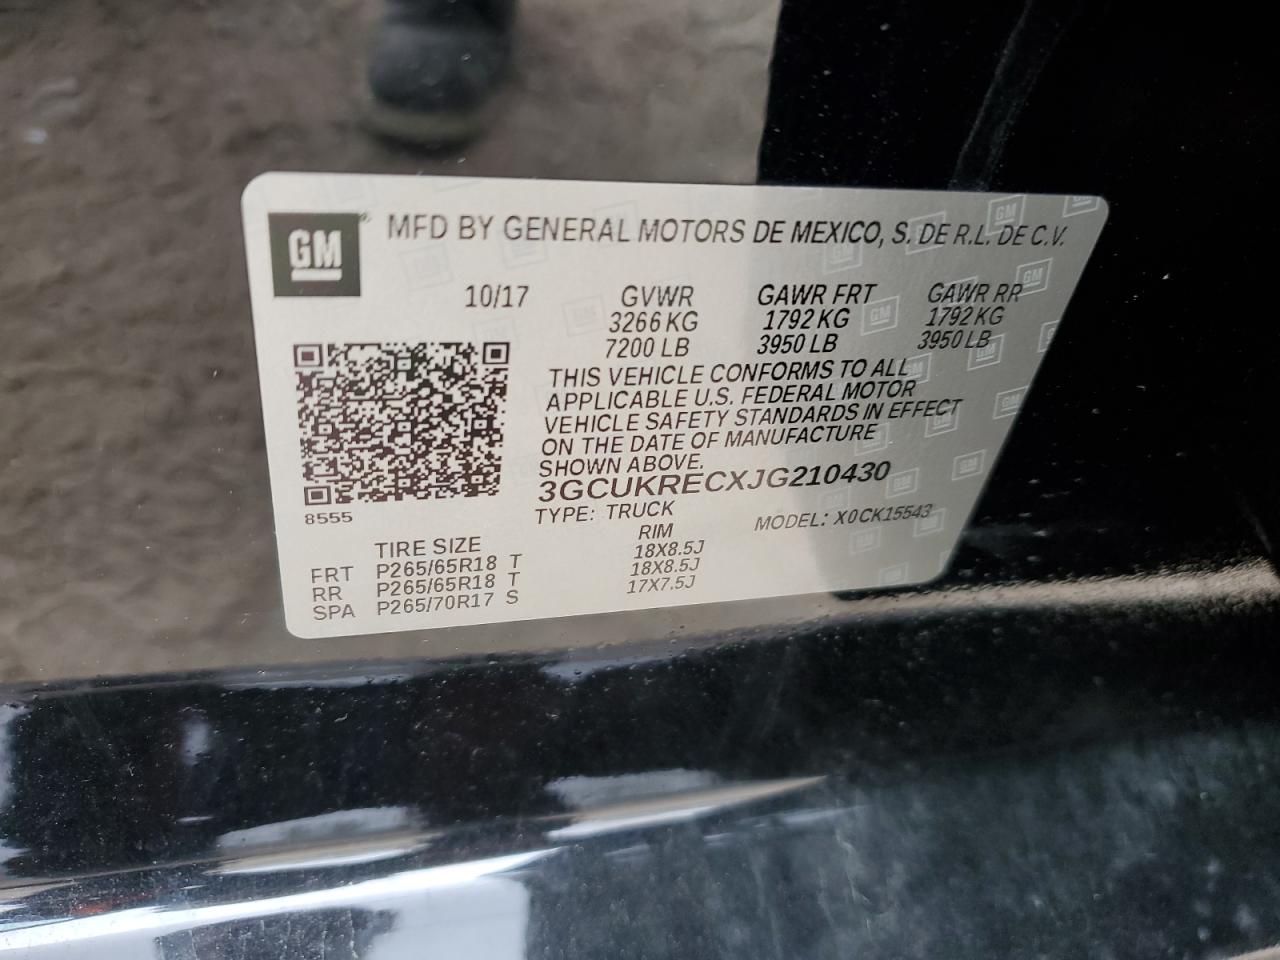 GM® MFD BY GENERAL MOTORS DE MEXICO, S. DE R.L. DE C.V.
10/17 GVWR GAWR FRT GAWR RR
3266 KG 1792 KG 1792 KG
7200 LB 3950 LB 3950 LB
THIS VEHICLE CONFORMS TO ALL
APPLICABLE U.S. FEDERAL MOTOR
VEHICLE SAFETY STANDARDS IN EFFECT
ON THE DATE OF MANUFACTURE
SHOWN ABOVE.
3GCUKRECXJG210430
8555
TYPE: TRUCK MODEL: X0CK15543
TIRE SIZE RIM
FRT P265/65R18 T 18X8.5J
RR P265/65R18 T 18X8.5J
SPA P265/70R17 S 17X7.5J